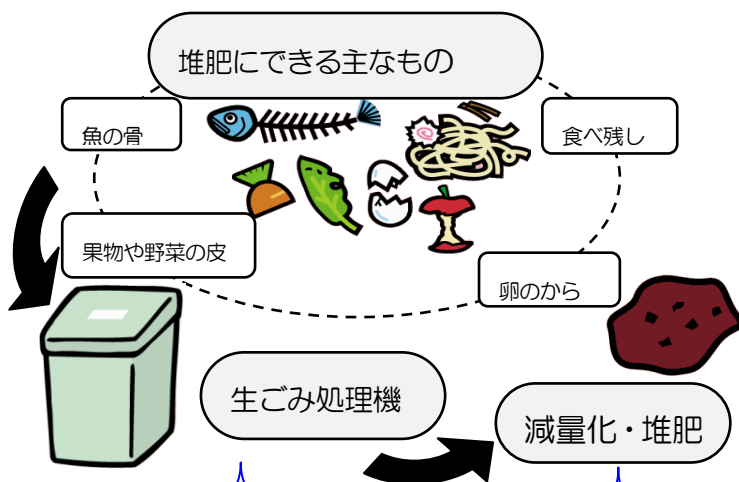 堆肥にできる主なもの
魚の骨
食べ残し
果物や野菜の皮
卵のから
生ごみ処理機
減量化・堆肥